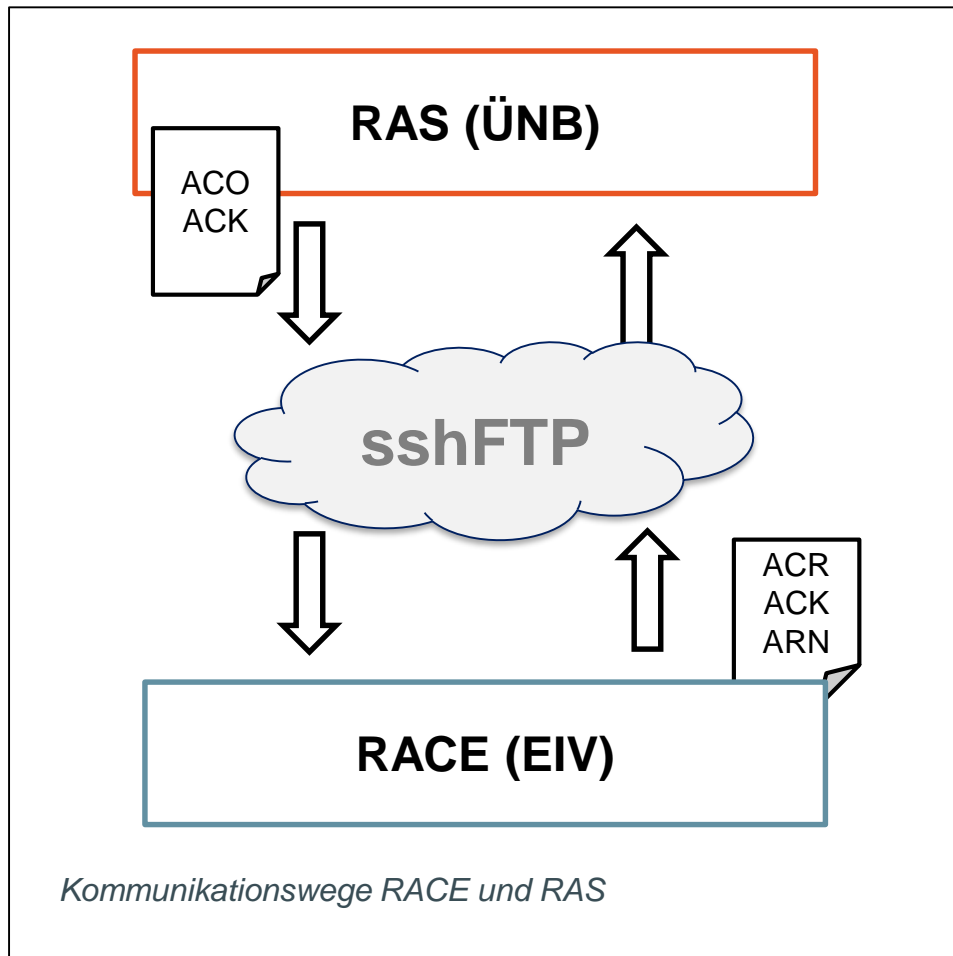 RAS (ÜNB)
ACO
ACK
sshFTP
ACR
ACK
ARN
RACE (EIV)
Kommunikationswege RACE und RAS